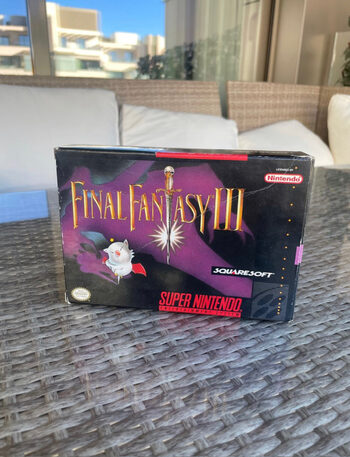 LICENSED BY
Nintendo
FINAL FANTASY III
SQUARESOFT
SUPER NINTENDO
ENTERTAINMENT SYSTEM